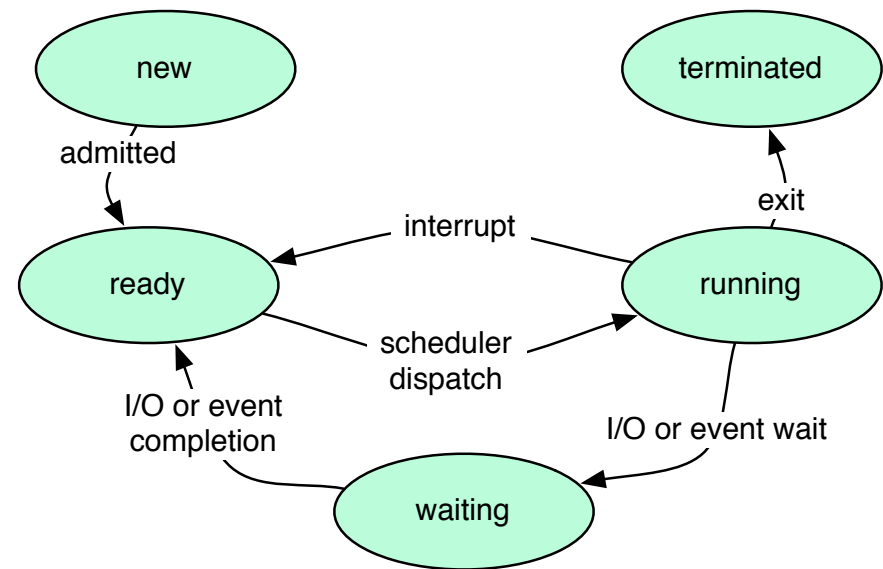 new
terminated
admitted
exit
interrupt
ready
running
scheduler
dispatch
I/O or event
completion
I/O or event wait
waiting